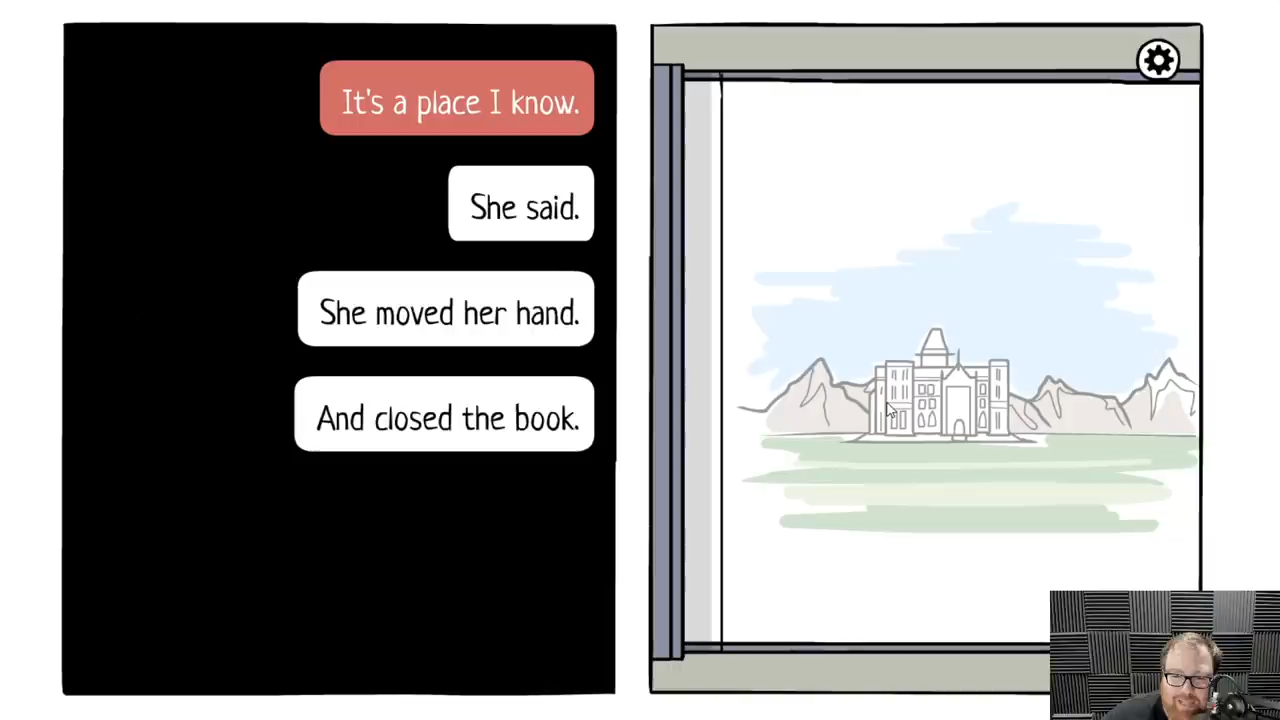 It's a place I know.
She said.
She moved her hand.
And closed the book.